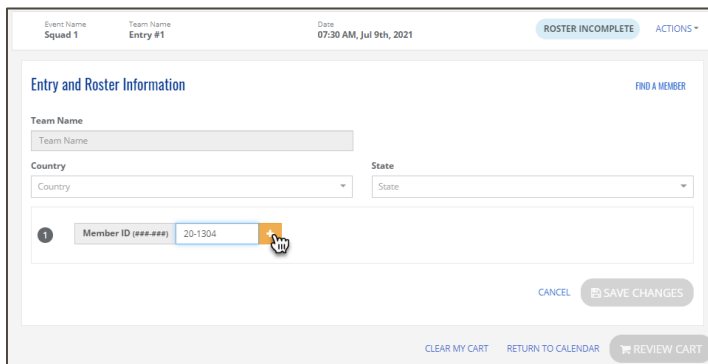 Event Name Team Name Date
Squad 1 Entry #1 07:30 AM, Jul 9th, 2021 ROSTER INCOMPLETE ACTIONS
Entry and Roster Information FIND A MEMBER
Team Name
Team Name
Country State
Country State
1 Member ID (###-###) 20-1304 +
CANCEL SAVE CHANGES
CLEAR MY CART RETURN TO CALENDAR REVIEW CART